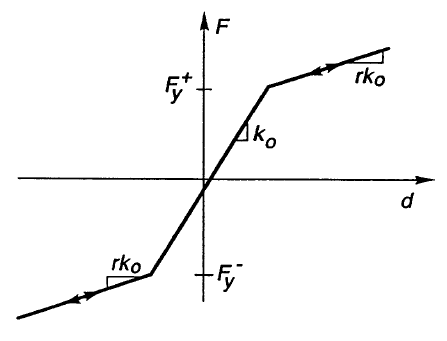 F
F_y^+
rk_o
k_o
d
rk_o
F_y^-